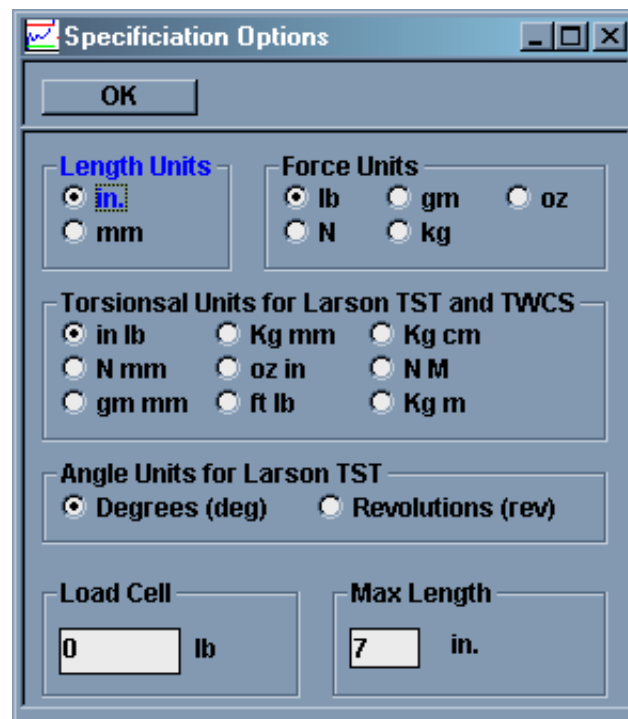 Specificiation Options
OK
Length Units
in.
mm
Force Units
lb gm oz
N kg
Torsionsal Units for Larson TST and TWCS
in lb Kg mm Kg cm
N mm oz in N M
gm mm ft lb Kg m
Angle Units for Larson TST
Degrees (deg) Revolutions (rev)
Load Cell
0 lb
Max Length
7 in.